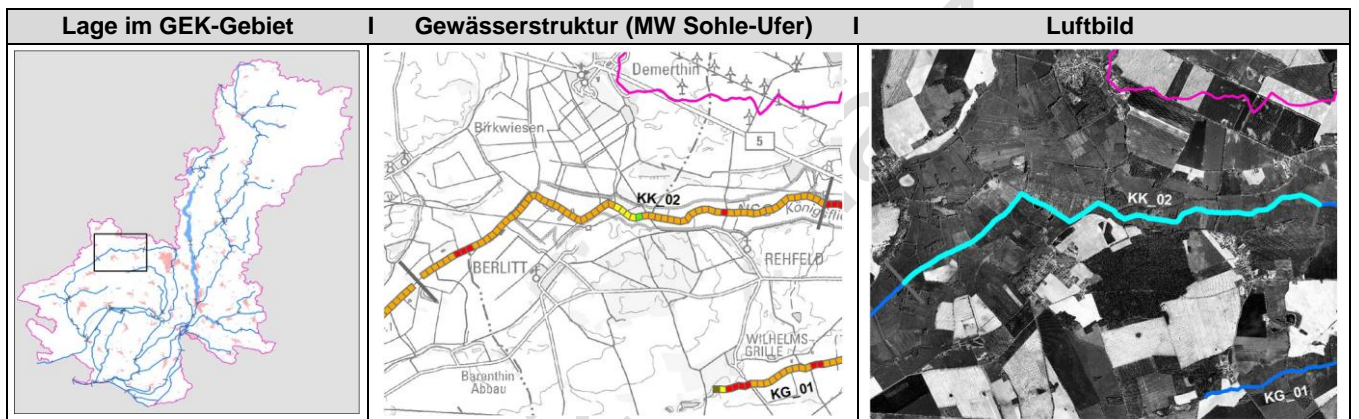 Lage im GEK-Gebiet I Gewässerstruktur (MW Sohle-Ufer) I Luftbild
Demerthin
Birkwiesen
5
KK_02
KK_02
BERLITT
REHFELD
WILHELMS-
GRILLE
Baranthin
Abbau
KG_01
KG_01